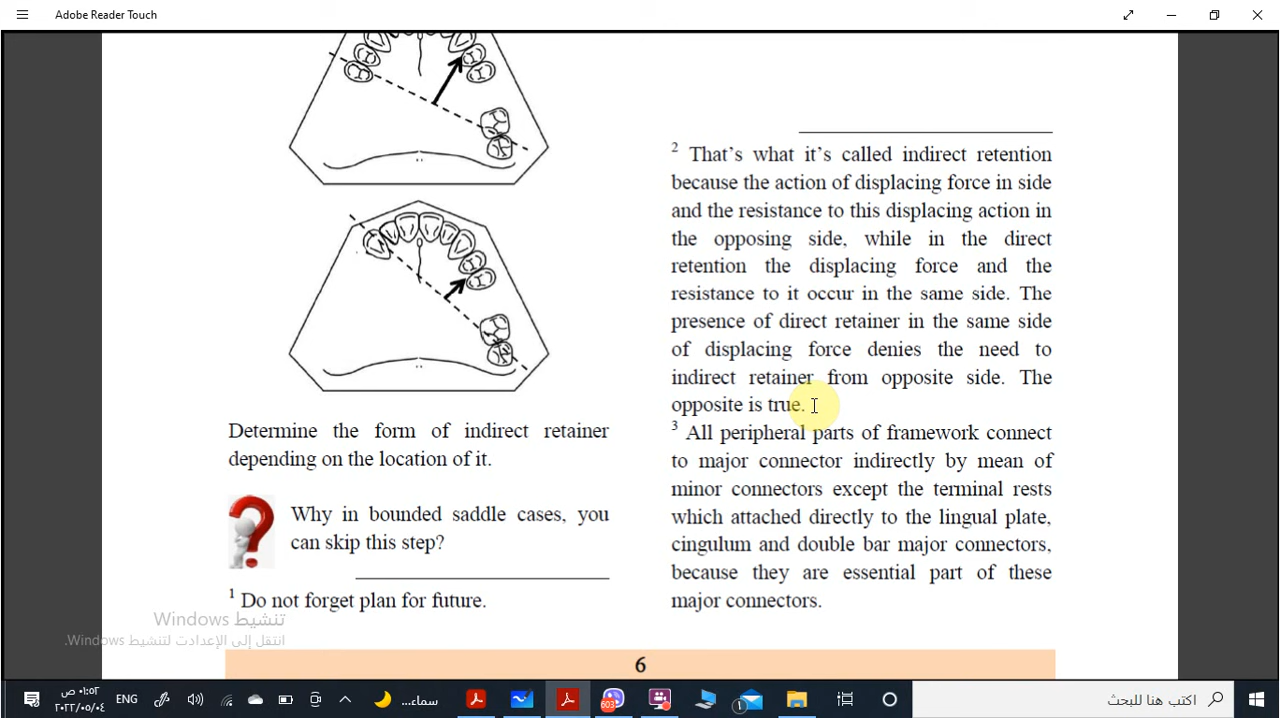 Adobe Reader Touch
Determine the form of indirect retainer
depending on the location of it.
Why in bounded saddle cases, you
can skip this step?
1 Do not forget plan for future.
2 That's what it's called indirect retention
because the action of displacing force in side
and the resistance to this displacing action in
the opposing side, while in the direct
retention the displacing force and the
resistance to it occur in the same side. The
presence of direct retainer in the same side
of displacing force denies the need to
indirect retainer from opposite side. The
opposite is true.
3 All peripheral parts of framework connect
to major connector indirectly by mean of
minor connectors except the terminal rests
which attached directly to the lingual plate,
cingulum and double bar major connectors,
because they are essential part of these
major connectors.
تنشيط Windows
انتقل إلى الإعدادات لتنشيط Windows.
6
٠١:٥٢ ص
٢٠٢٢/٠٥/٠٤
ENG
سماء...
603
1
اكتب هنا للبحث